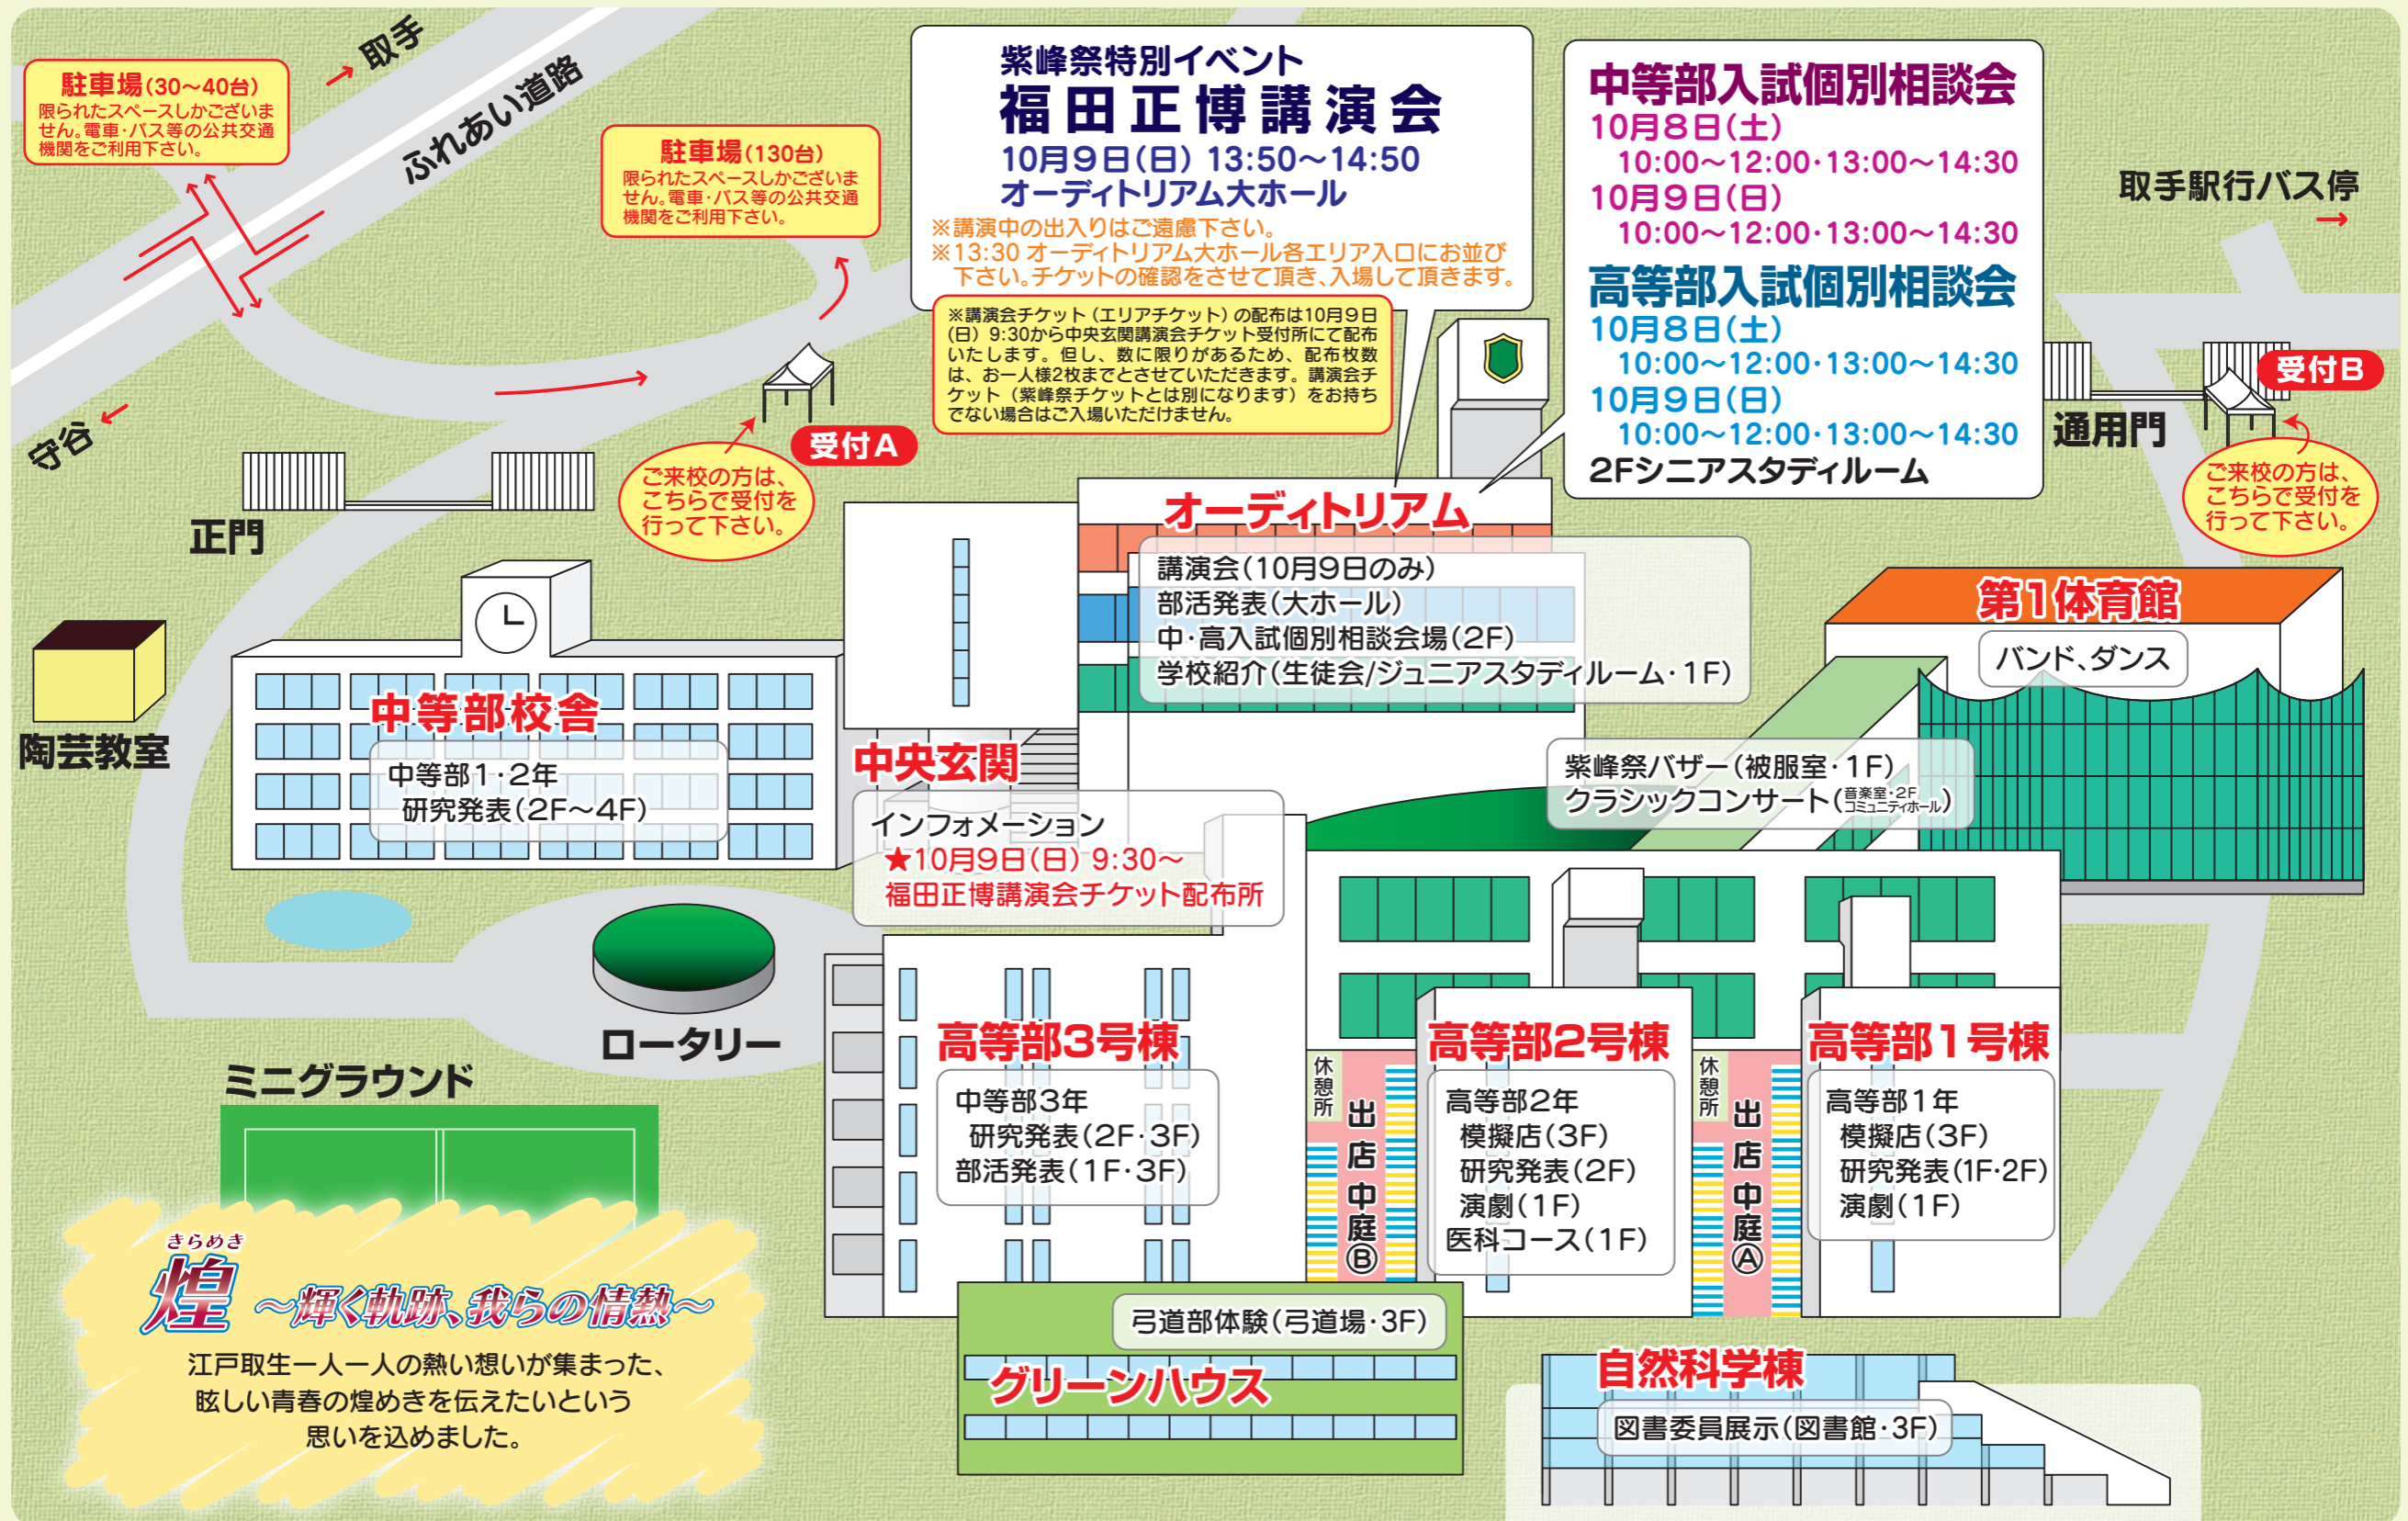 駐車場(30〜40台)
限られたスペースしかございま
せん。電車・バス等の公共交通
機関をご利用下さい。
→ 取手
ふれあい道路
守谷
駐車場(130台)
限られたスペースしかございま
せん。電車・バス等の公共交通
機関をご利用下さい。
紫峰祭特別イベント
福田正博講演会
10月9日(日) 13:50〜14:50
オーディトリアム大ホール
※講演中の出入りはご遠慮下さい。
※13:30 オーディトリアム大ホール各エリア入口にお並び
下さい。チケットの確認をさせて頂き、入場して頂きます。
※講演会チケット（エリアチケット）の配布は10月9日
(日) 9:30から中央玄関講演会チケット受付所にて配布
いたします。但し、数に限りがあるため、配布枚数
は、お一人様2枚までとさせていただきます。講演会チ
ケット（紫峰祭チケットとは別になります）をお持ち
でない場合はご入場いただけません。
中等部入試個別相談会
10月8日(土)
10:00〜12:00・13:00〜14:30
10月9日(日)
10:00〜12:00・13:00〜14:30
高等部入試個別相談会
10月8日(土)
10:00〜12:00・13:00〜14:30
10月9日(日)
10:00〜12:00・13:00〜14:30
2Fシニアスタディルーム
取手駅行バス停
→
受付B
通用門
ご来校の方は、
こちらで受付を
行って下さい。
受付A
ご来校の方は、
こちらで受付を
行って下さい。
正門
陶芸教室
中等部校舎
中等部1・2年
研究発表(2F〜4F)
オーディトリアム
講演会(10月9日のみ)
部活発表(大ホール)
中・高入試個別相談会場(2F)
学校紹介(生徒会/ジュニアスタディルーム・1F)
第1体育館
バンド、ダンス
紫峰祭バザー(被服室・1F)
クラシックコンサート(音楽室・2F コミュニティホール)
中央玄関
インフォメーション
★10月9日(日) 9:30〜
福田正博講演会チケット配布所
ロータリー
ミニグラウンド
高等部3号棟
中等部3年
研究発表(2F・3F)
部活発表(1F・3F)
休憩所
出店中庭Ⓑ
高等部2号棟
高等部2年
模擬店(3F)
研究発表(2F)
演劇(1F)
医科コース(1F)
休憩所
出店中庭Ⓐ
高等部1号棟
高等部1年
模擬店(3F)
研究発表(1F・2F)
演劇(1F)
弓道部体験(弓道場・3F)
グリーンハウス
自然科学棟
図書委員展示(図書館・3F)
きらめき
煌 〜輝く軌跡、我らの情熱〜
江戸取生一人一人の熱い想いが集まった、
眩しい青春の煌めきを伝えたいという
思いを込めました。